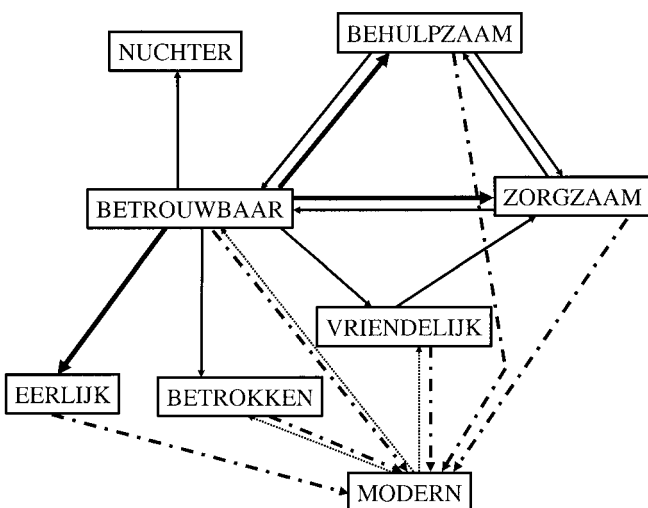 BEHULPZAAM
NUCHTER
ZORGZAAM
BETROUWBAAR
VRIENDELIJK
EERLIJK
BETROKKEN
MODERN